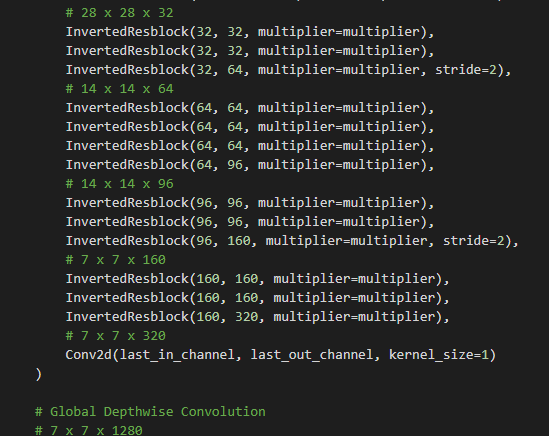 # 28 x 28 x 32
InvertedResblock(32, 32, multiplier=multiplier),
InvertedResblock(32, 32, multiplier=multiplier),
InvertedResblock(32, 64, multiplier=multiplier, stride=2),
# 14 x 14 x 64
InvertedResblock(64, 64, multiplier=multiplier),
InvertedResblock(64, 64, multiplier=multiplier),
InvertedResblock(64, 64, multiplier=multiplier),
InvertedResblock(64, 96, multiplier=multiplier),
# 14 x 14 x 96
InvertedResblock(96, 96, multiplier=multiplier),
InvertedResblock(96, 96, multiplier=multiplier),
InvertedResblock(96, 160, multiplier=multiplier, stride=2),
# 7 x 7 x 160
InvertedResblock(160, 160, multiplier=multiplier),
InvertedResblock(160, 160, multiplier=multiplier),
InvertedResblock(160, 320, multiplier=multiplier),
# 7 x 7 x 320
Conv2d(last_in_channel, last_out_channel, kernel_size=1)
)
# Global Depthwise Convolution
# 7 x 7 x 1280